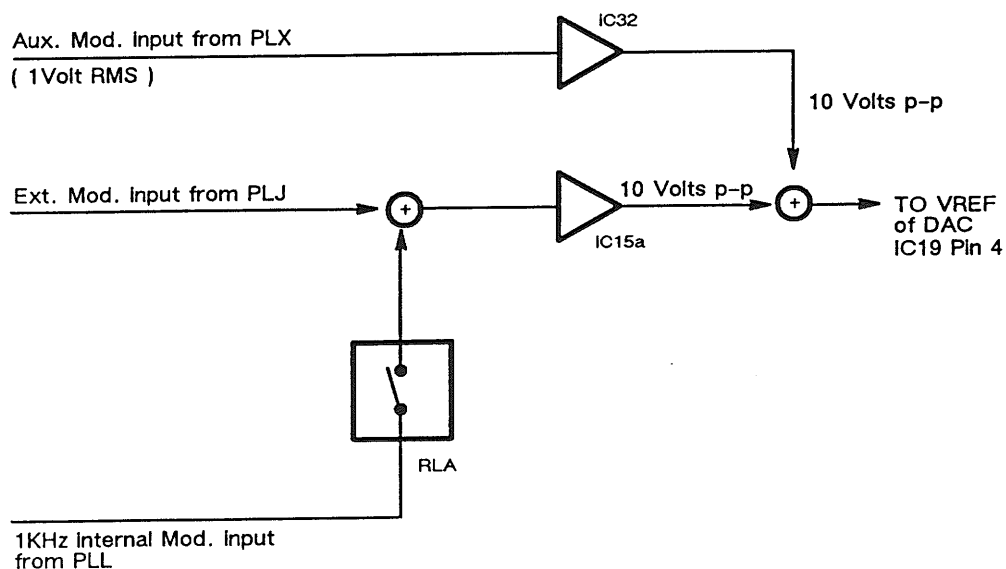 IC32
Aux. Mod. input from PLX
( 1Volt RMS )
10 Volts p-p
Ext. Mod. input from PLJ
+
10 Volts p-p
+
IC15a
TO VREF
of DAC
IC19 Pin 4
RLA
1KHz internal Mod. input
from PLL